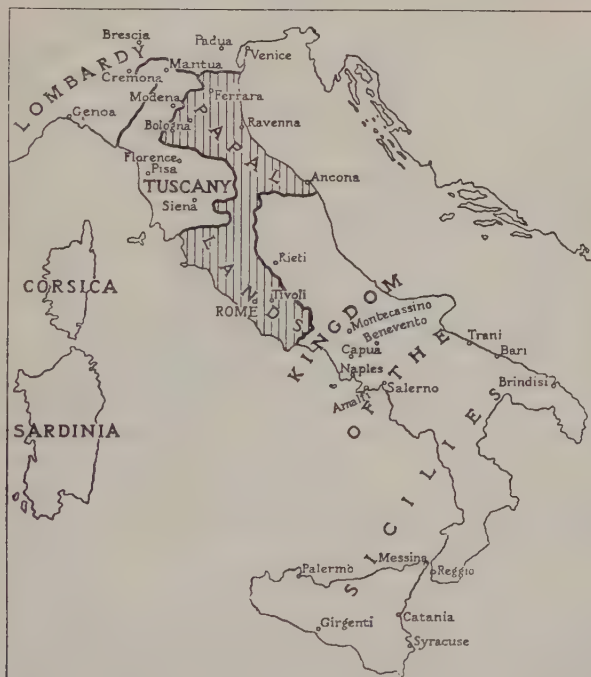 Brescia
Padua
Venice
LOMBARDY
Cremona
Mantua
Modena
Ferrara
Genoa
Bologna
Ravenna
PAPAL LANDS
Florence
Pisa
TUSCANY
Ancona
Siena
Rieti
CORSICA
Tivoli
ROME
KINGDOM OF THE SICILIES
Montecassino
Benevento
Trani
Capua
Bari
Naples
Brindisi
Amalfi
Salerno
SARDINIA
Messina
Palermo
Reggio
Girgenti
Catania
Syracuse